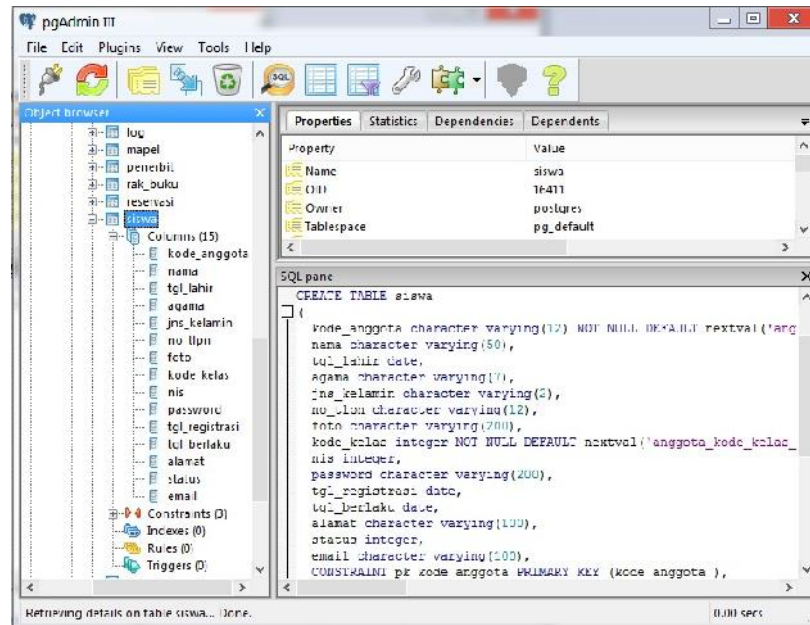 pgAdmin III
File Edit Plugins View Tools Help
SQL
Object browser
log
mapel
penerbit
rak_buku
reservasi
siswa
Columns (15)
kode_anggota
nama
tgl_lahir
agama
jns_kelamin
no_tlpn
foto
kode_kelas
nis
password
tgl_registrasi
tgl_berlaku
alamat
status
email
Constraints (3)
Indexes (0)
Rules (0)
Triggers (0)
Properties Statistics Dependencies Dependents
Property Value
Name siswa
OID 16411
Owner postgres
Tablespace pg_default
SQL pane
CREATE TABLE siswa
(
kode_anggota character varying(12) NOT NULL DEFAULT nextval('angg
nama character varying(50),
tgl_lahir date,
agama character varying(7),
jns_kelamin character varying(2),
no_tlpn character varying(12),
foto character varying(200),
kode_kelas integer NOT NULL DEFAULT nextval('anggota_kode_kelas_
nis integer,
password character varying(200),
tgl_registrasi date,
tgl_berlaku date,
alamat character varying(100),
status integer,
email character varying(100),
CONSTRAINT pk_kode_anggota PRIMARY KEY (kode_anggota ),
Retrieving details on table siswa... Done.
0.00 secs